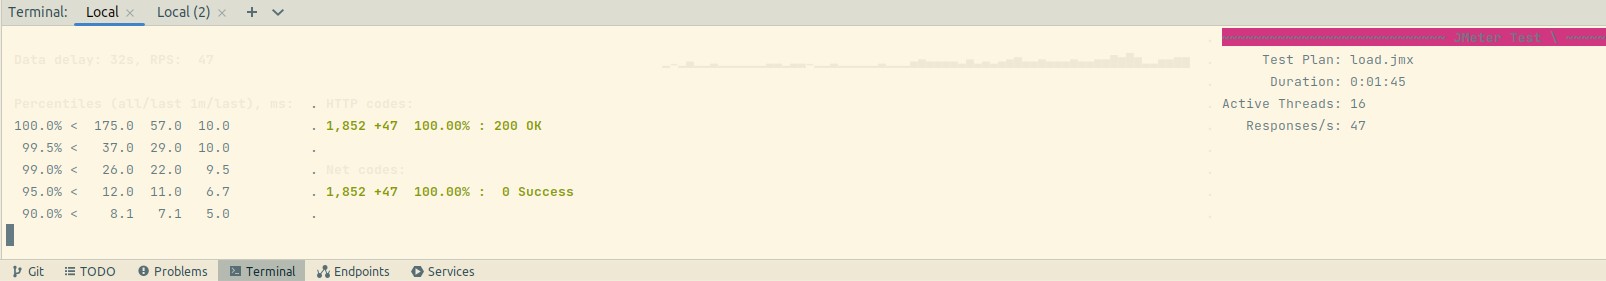 Terminal: Local × Local (2) ×
~~~~~~~~~~~~~~~~~~~~~~~~~~~~ JMeter Test \ ~~~~~
Data delay: 32s, RPS: 47
Test Plan: load.jmx
Duration: 0:01:45
Percentiles (all/last 1m/last), ms: . HTTP codes:
Active Threads: 16
100.0% < 175.0 57.0 10.0 . 1,852 +47 100.00% : 200 OK
Responses/s: 47
99.5% < 37.0 29.0 10.0 .
99.0% < 26.0 22.0 9.5 . Net codes:
95.0% < 12.0 11.0 6.7 . 1,852 +47 100.00% : 0 Success
90.0% < 8.1 7.1 5.0 .
Git TODO Problems Terminal Endpoints Services